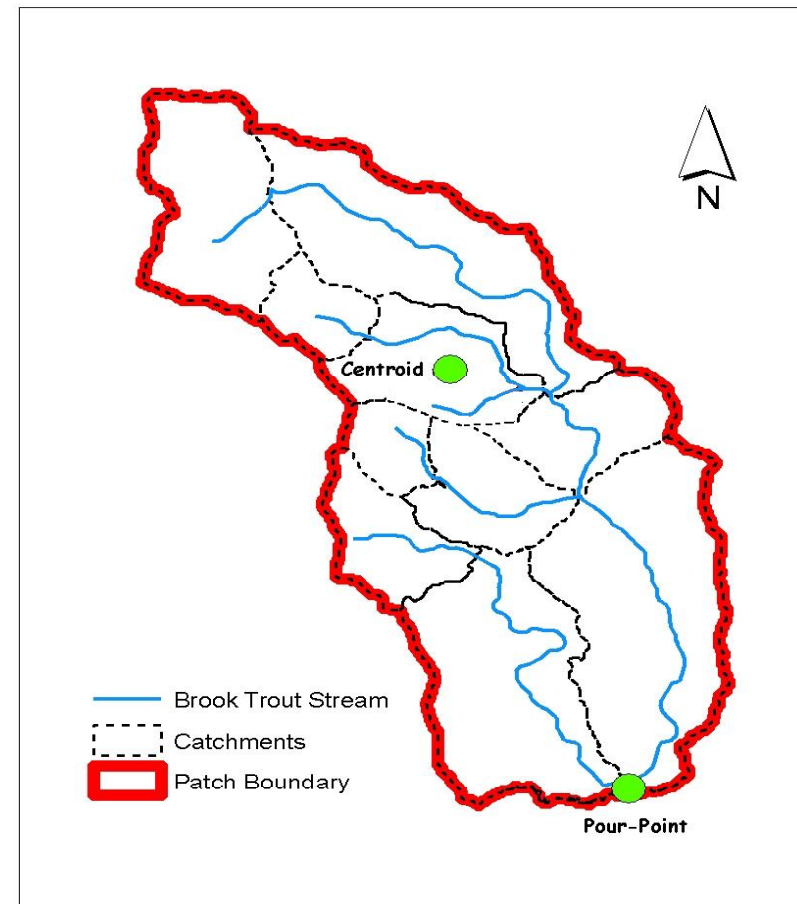 N
Centroid
Brook Trout Stream
Catchments
Patch Boundary
Pour-Point